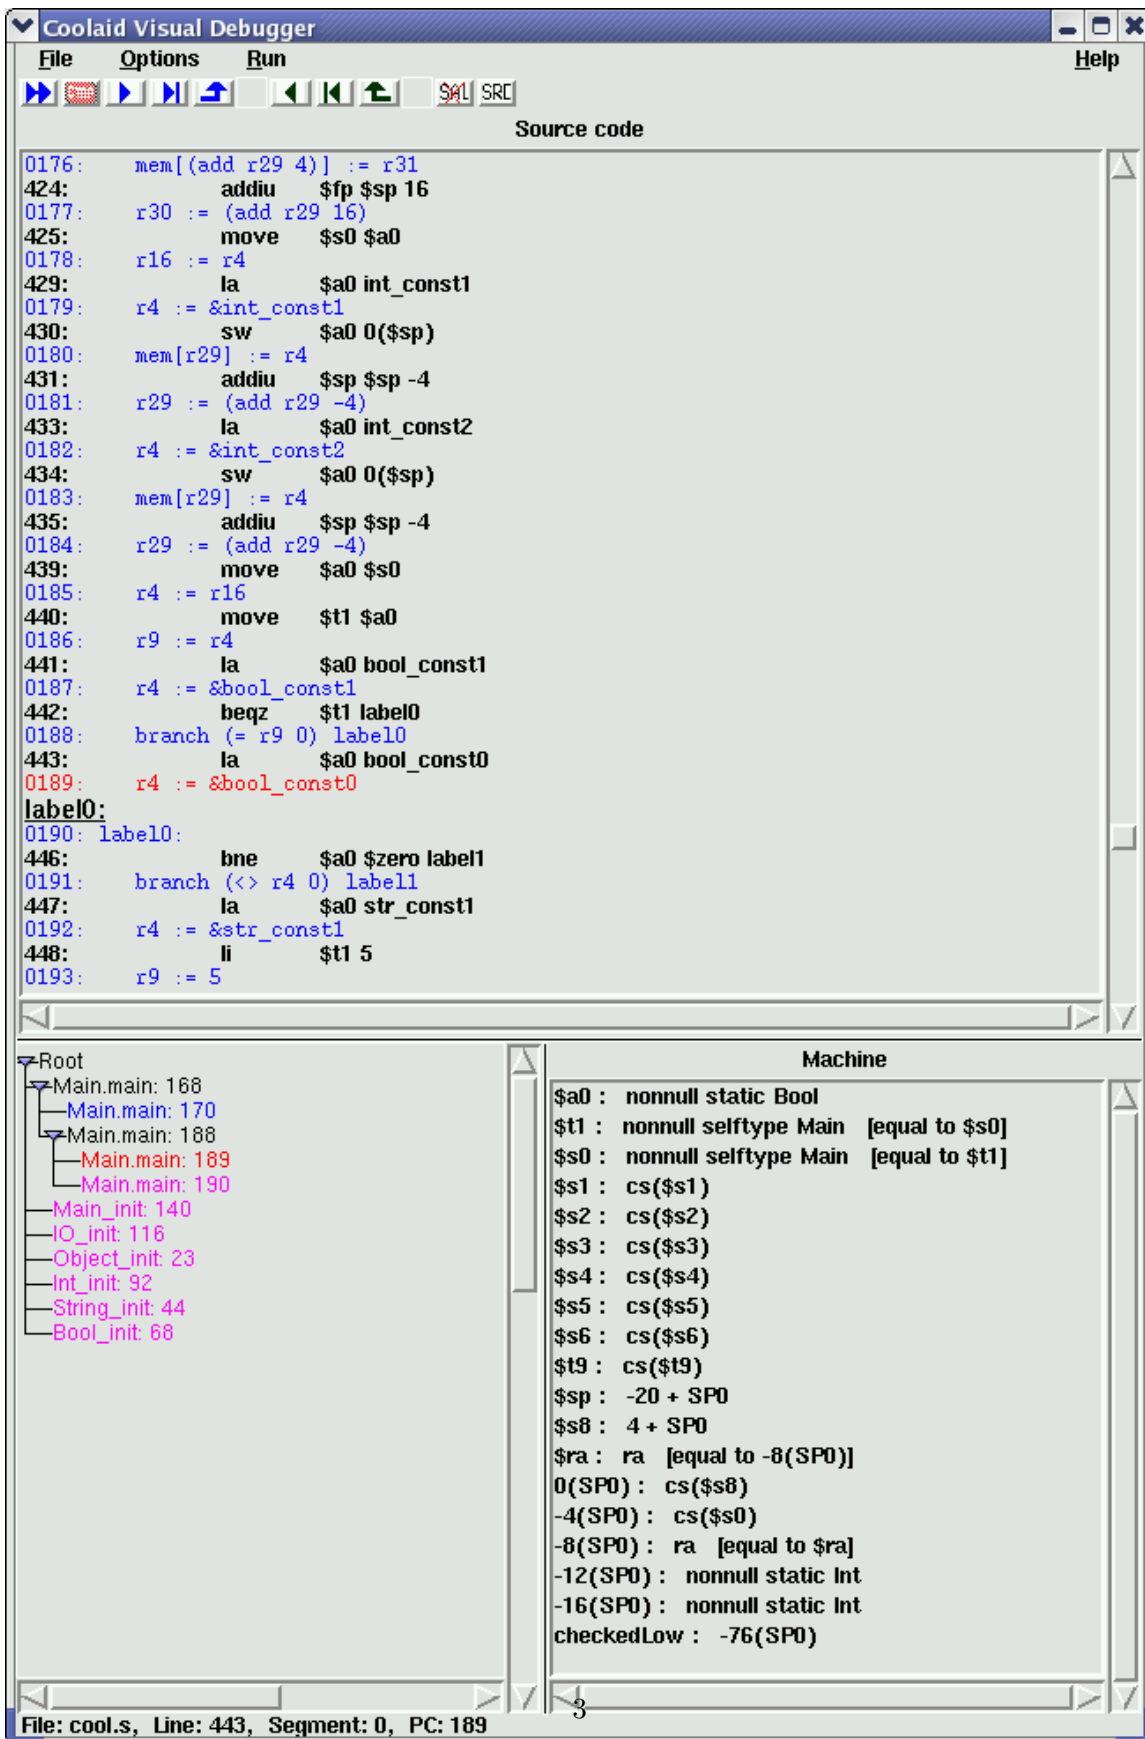 Coolaid Visual Debugger
File Options Run Help
SAL SRC
Source code
0176: mem[(add r29 4)] := r31
424: addiu $fp $sp 16
0177: r30 := (add r29 16)
425: move $s0 $a0
0178: r16 := r4
429: la $a0 int_const1
0179: r4 := &int_const1
430: sw $a0 0($sp)
0180: mem[r29] := r4
431: addiu $sp $sp -4
0181: r29 := (add r29 -4)
433: la $a0 int_const2
0182: r4 := &int_const2
434: sw $a0 0($sp)
0183: mem[r29] := r4
435: addiu $sp $sp -4
0184: r29 := (add r29 -4)
439: move $a0 $s0
0185: r4 := r16
440: move $t1 $a0
0186: r9 := r4
441: la $a0 bool_const1
0187: r4 := &bool_const1
442: beqz $t1 label0
0188: branch (= r9 0) label0
443: la $a0 bool_const0
0189: r4 := &bool_const0
label0:
0190: label0:
446: bne $a0 $zero label1
0191: branch (<> r4 0) label1
447: la $a0 str_const1
0192: r4 := &str_const1
448: li $t1 5
0193: r9 := 5
Root
Main.main: 168
Main.main: 170
Main.main: 188
Main.main: 189
Main.main: 190
Main_init: 140
IO_init: 116
Object_init: 23
Int_init: 92
String_init: 44
Bool_init: 68
Machine
$a0 : nonnull static Bool
$t1 : nonnull selftype Main [equal to $s0]
$s0 : nonnull selftype Main [equal to $t1]
$s1 : cs($s1)
$s2 : cs($s2)
$s3 : cs($s3)
$s4 : cs($s4)
$s5 : cs($s5)
$s6 : cs($s6)
$t9 : cs($t9)
$sp : -20 + SP0
$s8 : 4 + SP0
$ra : ra [equal to -8(SP0)]
0(SP0) : cs($s8)
-4(SP0) : cs($s0)
-8(SP0) : ra [equal to $ra]
-12(SP0) : nonnull static Int
-16(SP0) : nonnull static Int
checkedLow : -76(SP0)
3
File: cool.s, Line: 443, Segment: 0, PC: 189